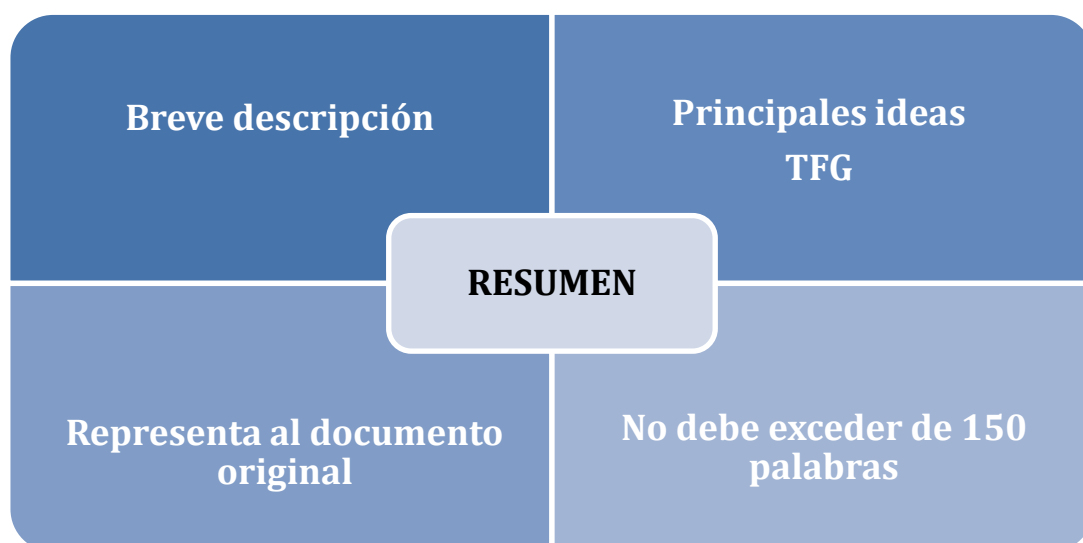 Breve descripción
Principales ideas
TFG
RESUMEN
Representa al documento
original
No debe exceder de 150
palabras